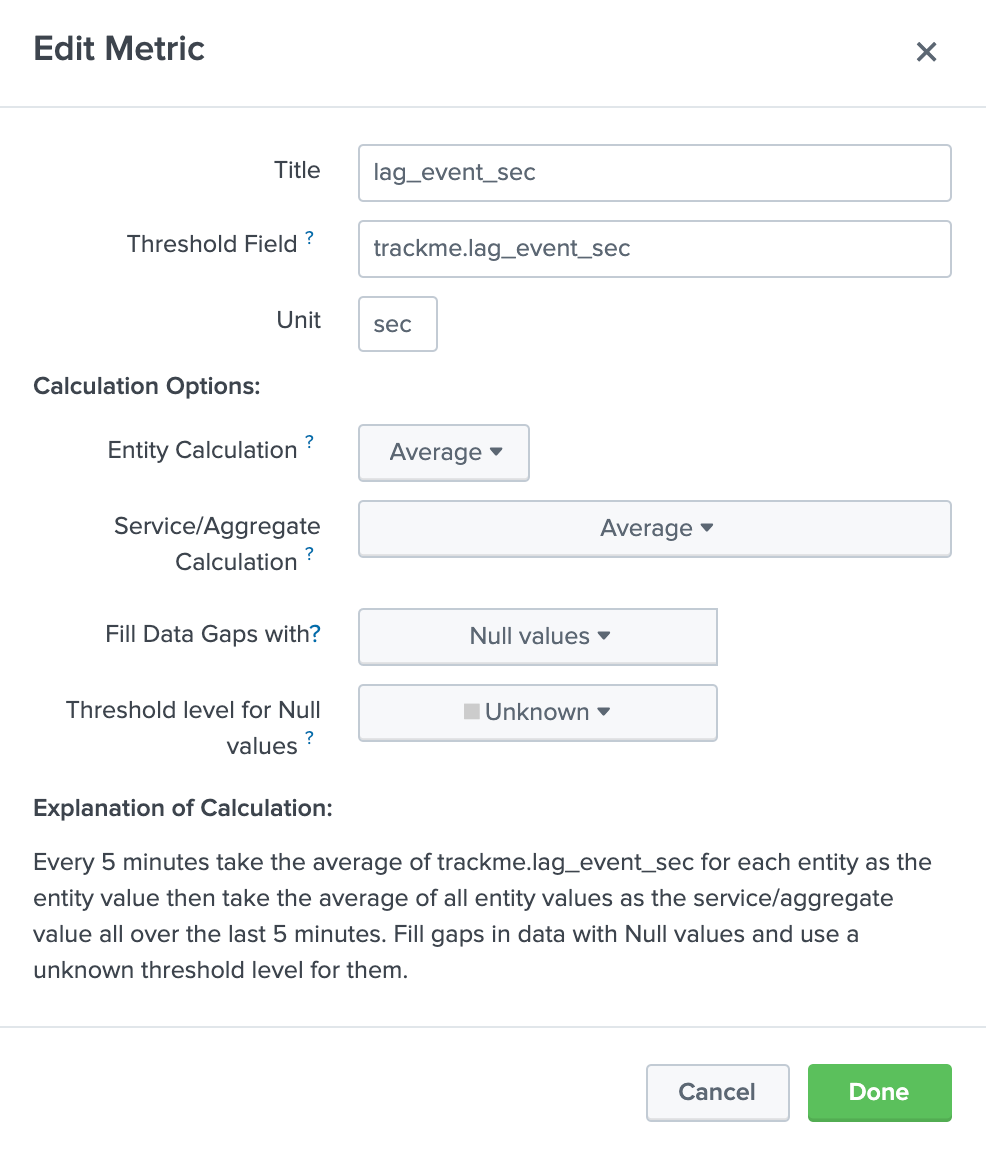 Edit Metric
Title
lag_event_sec
Threshold Field ?
trackme.lag_event_sec
Unit
sec
Calculation Options:
Entity Calculation ?
Average
Service/Aggregate
Calculation ?
Average
Fill Data Gaps with?
Null values
Threshold level for Null
values ?
Unknown
Explanation of Calculation:
Every 5 minutes take the average of trackme.lag_event_sec for each entity as the
entity value then take the average of all entity values as the service/aggregate
value all over the last 5 minutes. Fill gaps in data with Null values and use a
unknown threshold level for them.
Cancel
Done